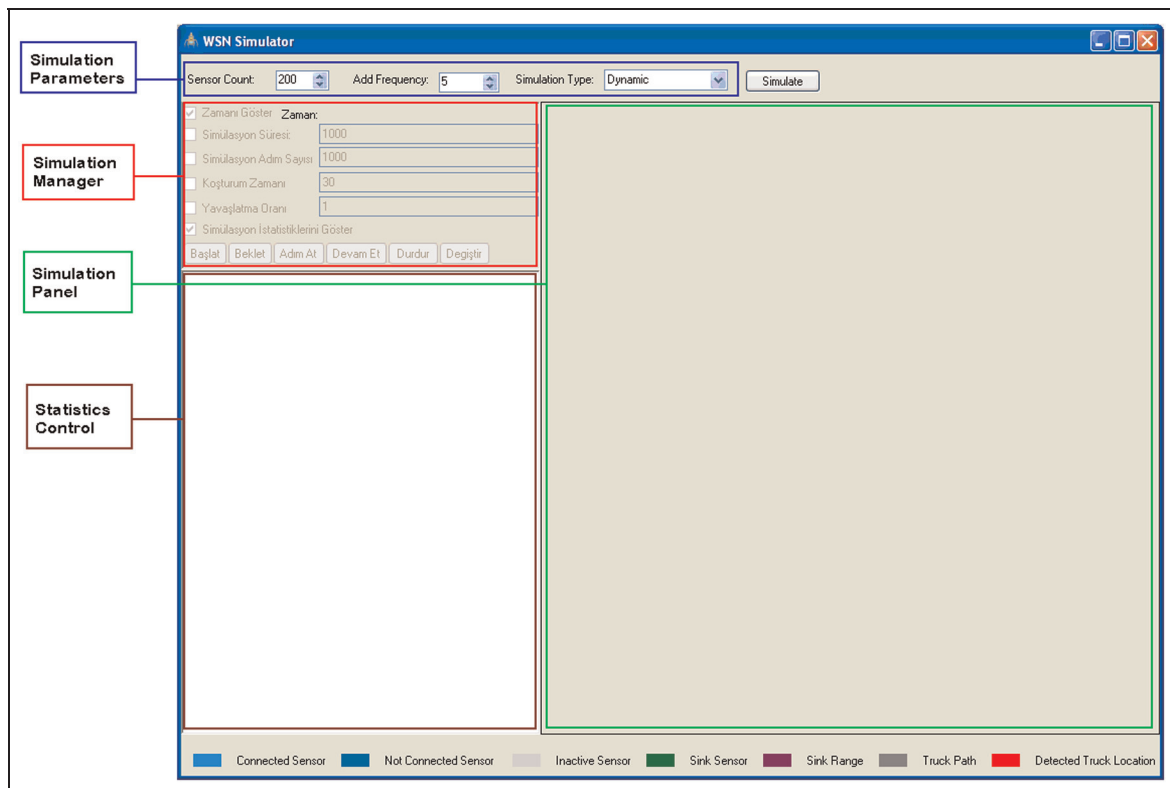 WSN Simulator
Simulation
Parameters
Sensor Count: 200 Add Frequency: 5 Simulation Type: Dynamic Simulate
Zamanı Göster Zaman:
Simülasyon Süresi: 1000
Simulation
Manager
Simülasyon Adım Sayısı 1000
Koşturum Zamanı 30
Yavaşlatma Oranı 1
Simülasyon İstatistiklerini Göster
Başlat Beklet Adım At Devam Et Durdur Degiştir
Simulation
Panel
Statistics
Control
Connected Sensor Not Connected Sensor Inactive Sensor Sink Sensor Sink Range Truck Path Detected Truck Location